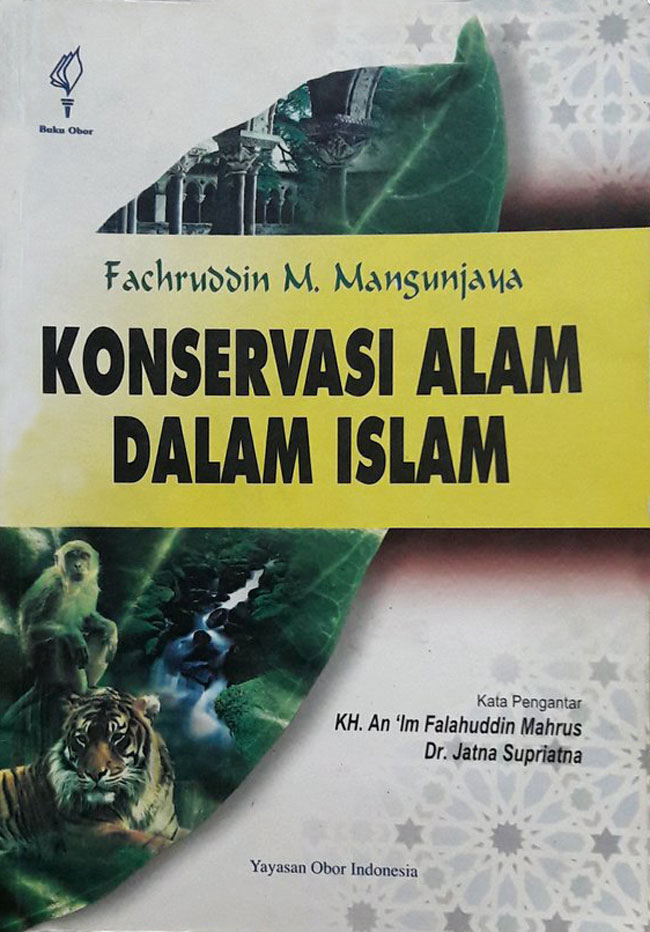 Buku Obor
Fachruddin M. Mangunjaya
KONSERVASI ALAM
DALAM ISLAM
Kata Pengantar
KH. An ‘Im Falahuddin Mahrus
Dr. Jatna Supriatna
Yayasan Obor Indonesia